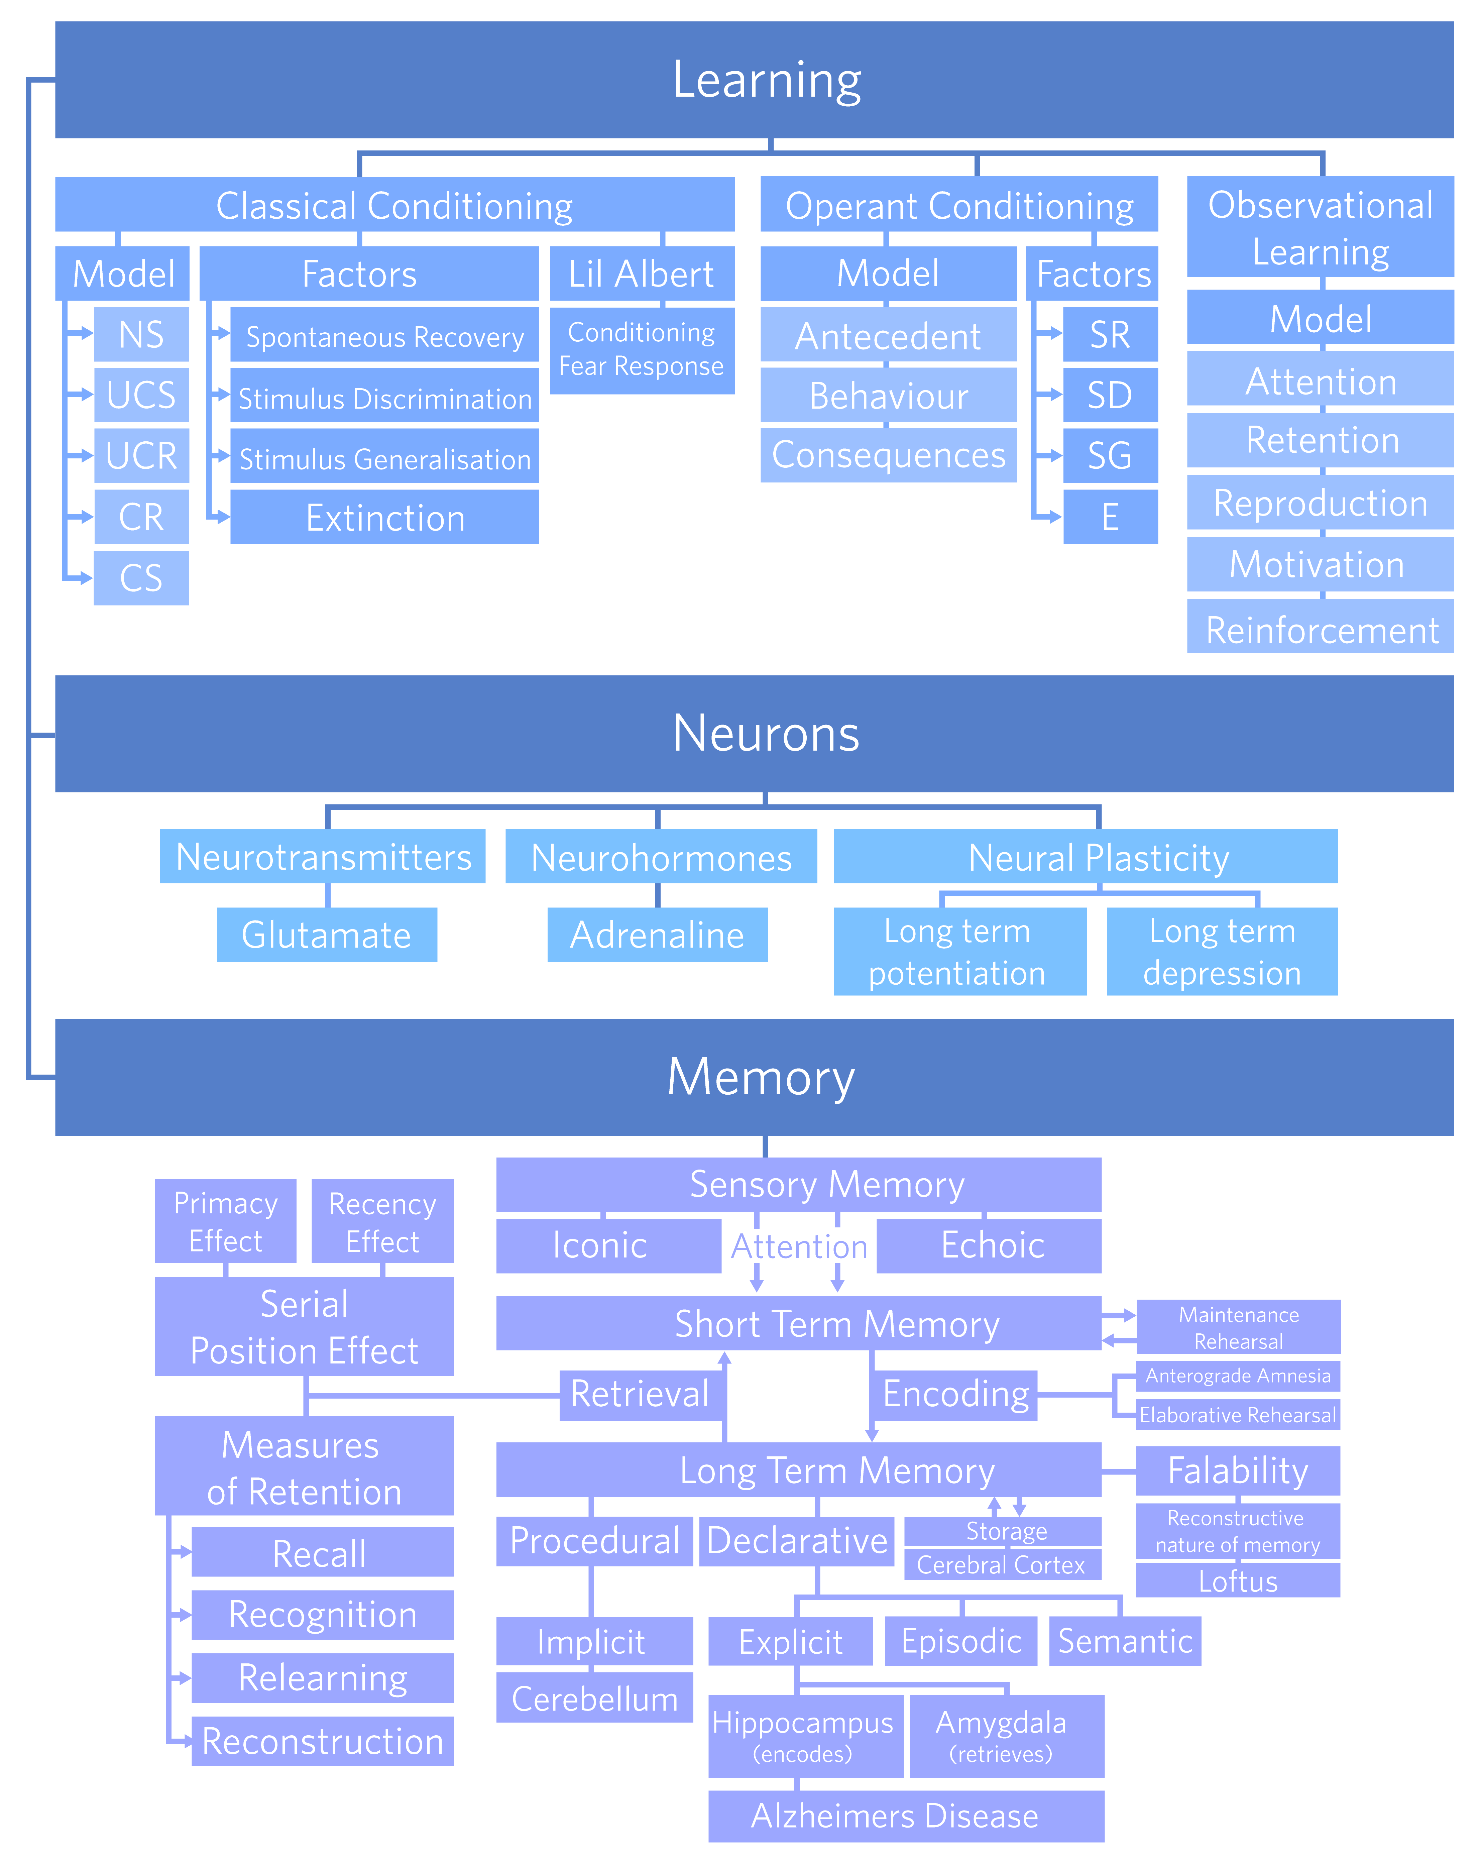 Learning
Classical Conditioning
Model
NS
UCS
UCR
CR
CS
Factors
Spontaneous Recovery
Stimulus Discrimination
Stimulus Generalisation
Extinction
Lil Albert
Conditioning
Fear Response
Operant Conditioning
Model
Antecedent
Behaviour
Consequences
Factors
SR
SD
SG
E
Observational
Learning
Model
Attention
Retention
Reproduction
Motivation
Reinforcement
Neurons
Neurotransmitters
Glutamate
Neurohormones
Adrenaline
Neural Plasticity
Long term
potentiation
Long term
depression
Memory
Primacy
Effect
Recency
Effect
Serial
Position Effect
Measures
of Retention
Recall
Recognition
Relearning
Reconstruction
Sensory Memory
Iconic
Attention
Echoic
Short Term Memory
Maintenance
Rehearsal
Retrieval
Encoding
Anterograde Amnesia
Elaborative Rehearsal
Long Term Memory
Falability
Reconstructive
nature of memory
Loftus
Procedural
Implicit
Cerebellum
Declarative
Storage
Cerebral Cortex
Explicit
Episodic
Semantic
Hippocampus
(encodes)
Amygdala
(retrieves)
Alzheimers Disease